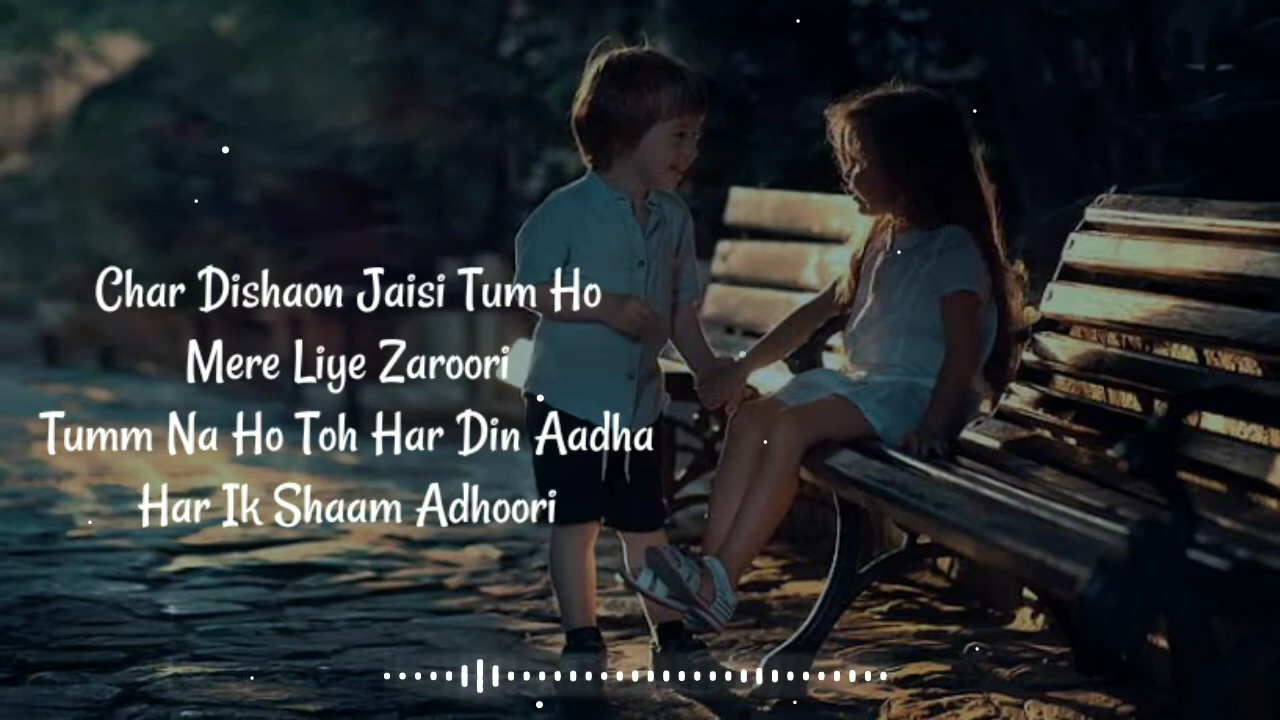 Char Dishaon Jaisi Tum Ho
Mere Liye Zaroori
Tumm Na Ho Toh Har Din Aadha
Har Ik Shaam Adhoori